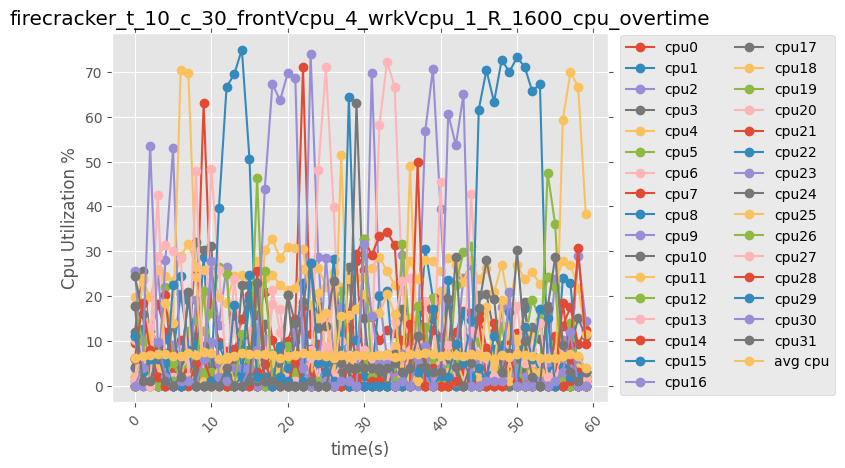 firecracker_t_10_c_30_frontVcpu_4_wrkVcpu_1_R_1600_cpu_overtime
Cpu Utilization %
70
60
50
40
30
20
10
0
0
10
20
30
40
50
60
time(s)
cpu0
cpu1
cpu2
cpu3
cpu4
cpu5
cpu6
cpu7
cpu8
cpu9
cpu10
cpu11
cpu12
cpu13
cpu14
cpu15
cpu16
cpu17
cpu18
cpu19
cpu20
cpu21
cpu22
cpu23
cpu24
cpu25
cpu26
cpu27
cpu28
cpu29
cpu30
cpu31
avg cpu